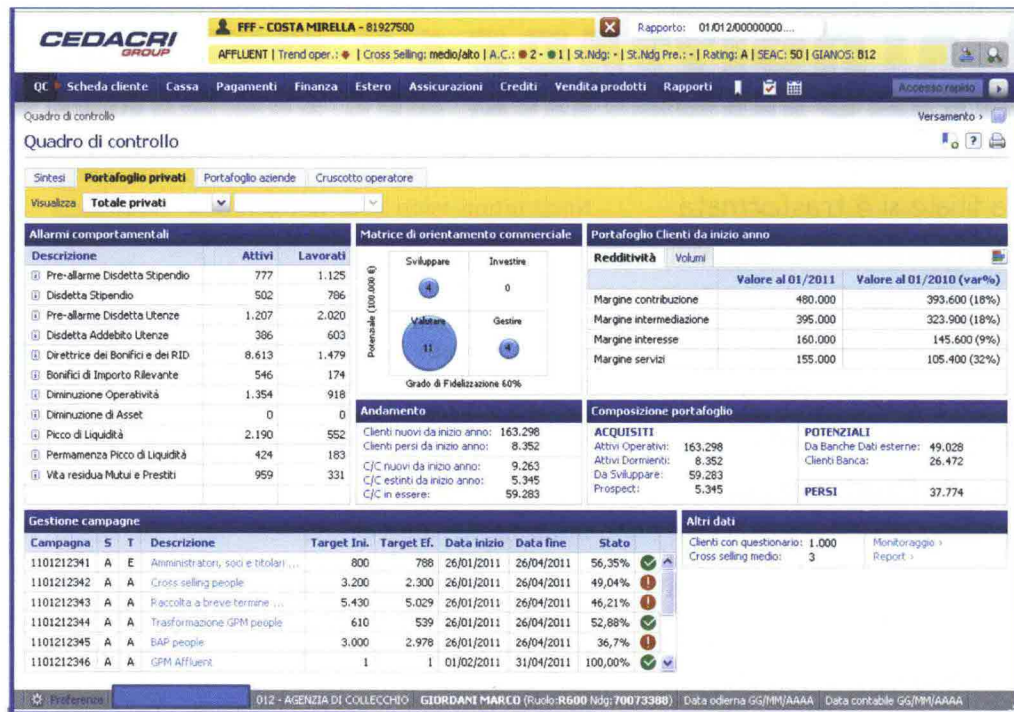 CEDACRI
GROUP
FFF - COSTA MIRELLA - 81927500
Rapporto: 01/012/00000000....
AFFLUENT | Trend oper.: | Cross Selling: medio/alto | A.C.: 2 - 1 | St.Ndg: - | St.Ndg Pre.: - | Rating: A | SEAC: 50 | GIANOS: 812
QC Scheda cliente Cassa Pagamenti Finanza Estero Assicurazioni Crediti Vendita prodotti Rapporti Accesso rapido
Quadro di controllo Versamento ›
Quadro di controllo
Sintesi Portafoglio privati Portafoglio aziende Cruscotto operatore
Visualizza Totale privati
Allarmi comportamentali
Descrizione Attivi Lavorati
Pre-allarme Disdetta Stipendio 777 1.125
Disdetta Stipendio 502 786
Pre-allarme Disdetta Utenze 1.207 2.020
Disdetta Addebito Utenze 386 603
Direttrice dei Bonifici e dei RID 8.613 1.479
Bonifici di Importo Rilevante 546 174
Diminuzione Operatività 1.354 918
Diminuzione di Asset 0 0
Picco di Liquidità 2.190 552
Permamenza Picco di Liquidità 424 183
Vita residua Mutui e Prestiti 959 331
Matrice di orientamento commerciale
Potenziale (100.000 €)
Sviluppare Investire
4 0
Valutare Gestire
11 4
Grado di Fidelizzazione 60%
Portafoglio Clienti da inizio anno
Redditività Volumi
Valore al 01/2011 Valore al 01/2010 (var%)
Margine contribuzione 480.000 393.600 (18%)
Margine intermediazione 395.000 323.900 (18%)
Margine interesse 160.000 145.600 (9%)
Margine servizi 155.000 105.400 (32%)
Andamento
Clienti nuovi da inizio anno: 163.298
Clienti persi da inizio anno: 8.352
C/C nuovi da inizio anno: 9.263
C/C estinti da inizio anno: 5.345
C/C in essere: 59.283
Composizione portafoglio
ACQUISITI
Attivi Operativi: 163.298
Attivi Dormienti: 8.352
Da Sviluppare: 59.283
Prospect: 5.345
POTENZIALI
Da Banche Dati esterne: 49.028
Clienti Banca: 26.472
PERSI 37.774
Gestione campagne
Campagna S T Descrizione Target Ini. Target Ef. Data inizio Data fine Stato
1101212341 A E Amministratori, soci e titolari ... 800 788 26/01/2011 26/04/2011 56,35%
1101212342 A A Cross selling people 3.200 2.300 26/01/2011 26/04/2011 49,04%
1101212343 A A Raccolta a breve termine ... 5.430 5.029 26/01/2011 26/04/2011 46,21%
1101212344 A A Trasformazione GPM people 610 539 26/01/2011 26/04/2011 52,88%
1101212345 A A BAP people 3.000 2.978 26/01/2011 26/04/2011 36,7%
1101212346 A A GPM Affluent 1 1 01/02/2011 31/04/2011 100,00%
Altri dati
Clienti con questionario: 1.000 Monitoraggio ›
Cross selling medio: 3 Report ›
Preferenze 012 - AGENZIA DI COLLECCHIO GIORDANI MARCO (Ruolo:R600 Ndg:70073388) Data odierna GG/MM/AAAA Data contabile GG/MM/AAAA